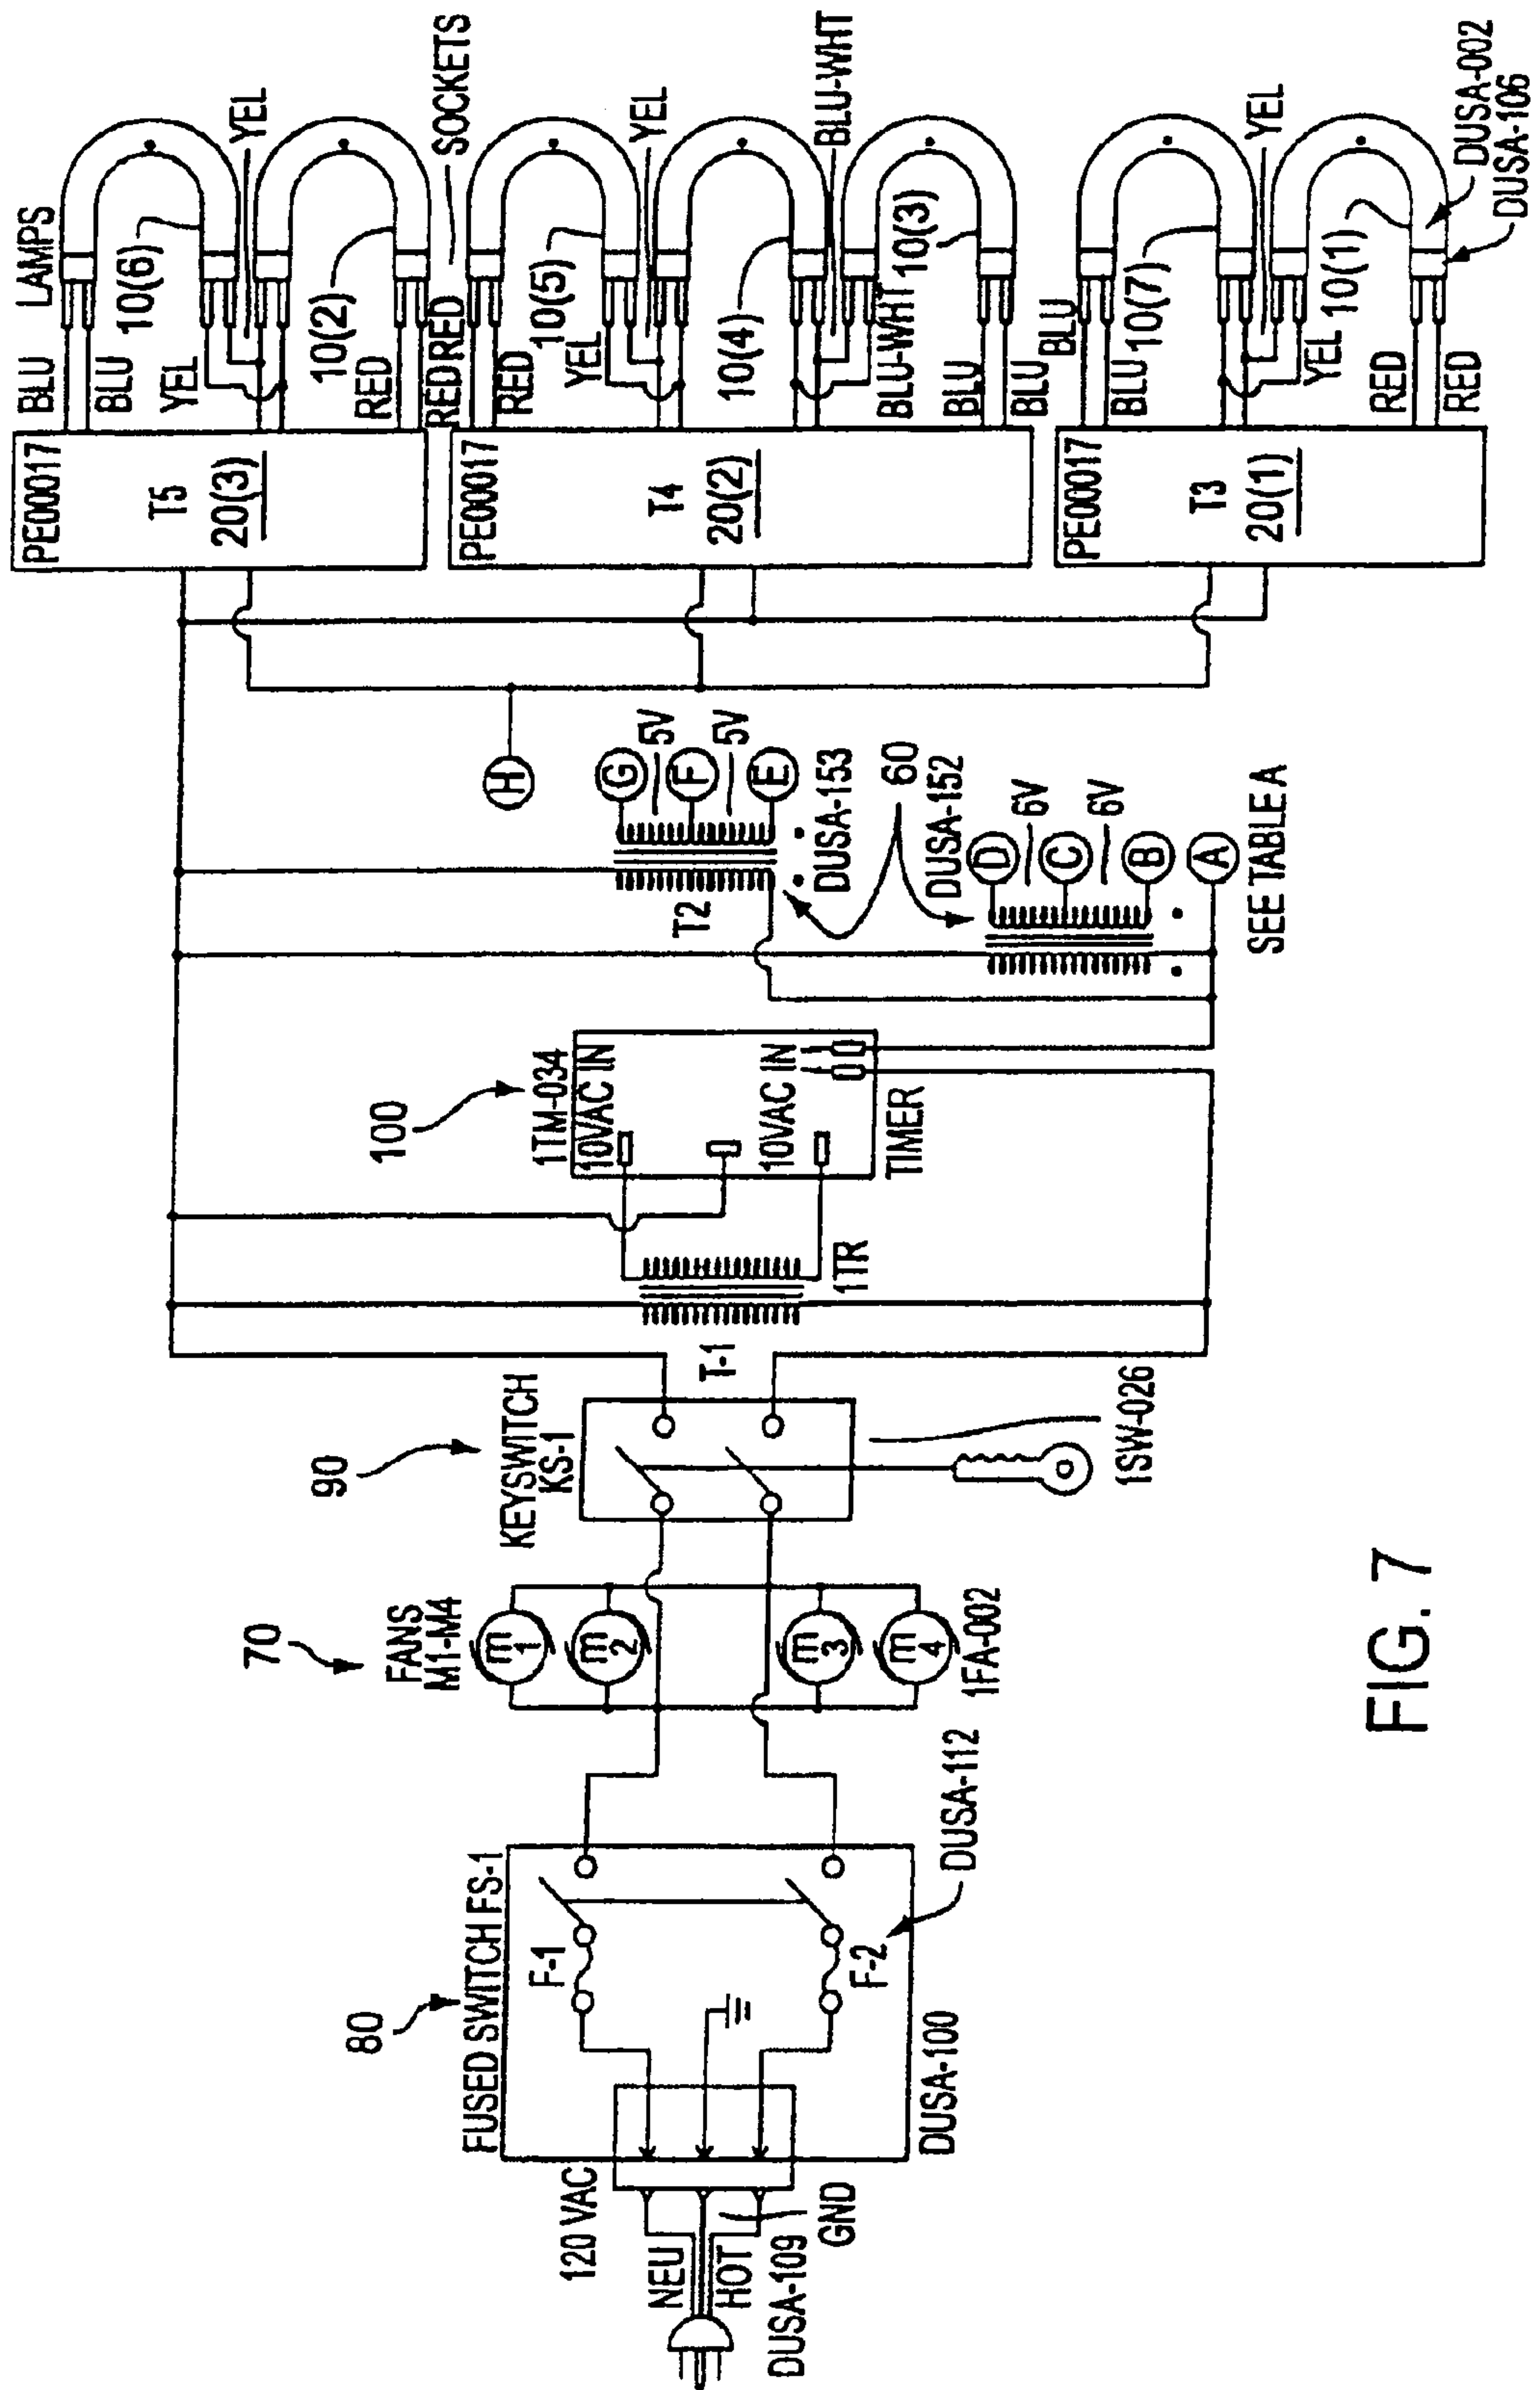 120 VAC
NEU
HOT
GND
DUSA-109
80
FUSED SWITCH FS-1
F-1
F-2
DUSA-112
DUSA-100
70
FANS
M1-M4
m
1
m
2
m
3
m
4
1FA-002
90
KEYSWITCH
KS-1
1SW-026
T-1
1TR
100
1TM-034
10VAC IN
10VAC IN
TIMER
T2
G
5V
F
5V
E
DUSA-153
60
DUSA-152
D
6V
C
6V
B
A
SEE TABLE A
H
PE00017
T5
20(3)
PE00017
T4
20(2)
PE00017
T3
20(1)
LAMPS
BLU
BLU
10(6)
YEL
YEL
10(2)
RED
RED
SOCKETS
RED
RED
10(5)
YEL
YEL
10(4)
BLU-WHT
BLU-WHT
10(3)
BLU
BLU
BLU
BLU
10(7)
YEL
YEL
10(1)
RED
RED
DUSA-002
DUSA-106
FIG. 7